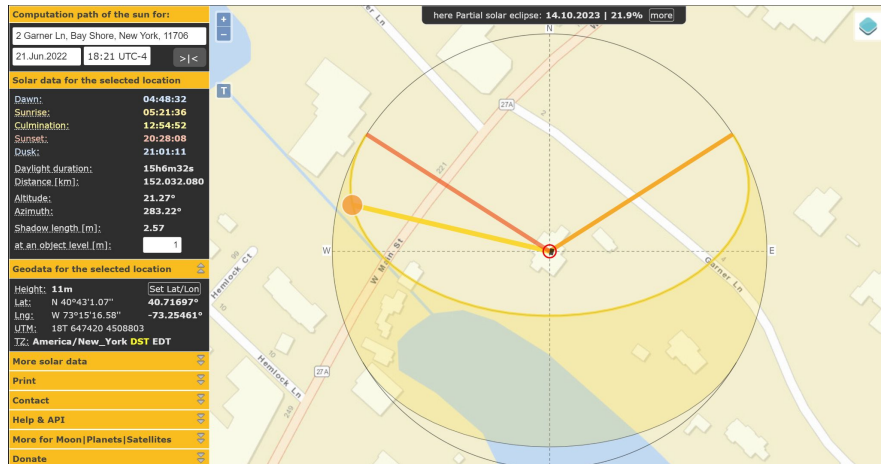 Computation path of the sun for:
2 Garner Ln, Bay Shore, New York, 11706
21.Jun.2022 18:21 UTC-4 >|<
Solar data for the selected location
Dawn: 04:48:32
Sunrise: 05:21:36
Culmination: 12:54:52
Sunset: 20:28:08
Dusk: 21:01:11
Daylight duration: 15h6m32s
Distance [km]: 152.032.080
Altitude: 21.27°
Azimuth: 283.22°
Shadow length [m]: 2.57
at an object level [m]: 1
Geodata for the selected location
Height: 11m Set Lat/Lon
Lat: N 40°43'1.07'' 40.71697°
Lng: W 73°15'16.58'' -73.25461°
UTM: 18T 647420 4508803
TZ: America/New_York DST EDT
More solar data
Print
Contact
Help & API
More for Moon|Planets|Satellites
Donate
+
−
T
here Partial solar eclipse: 14.10.2023 | 21.9% more
N
27A
221
W
E
W Main St
Garner Ln
Hemlock Ct
Hemlock Ln
27A
249